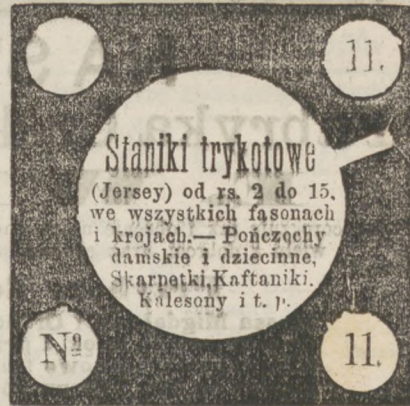 11.
Staniki trykotowe
(Jersey) od rs. 2 do 15,
we wszystkich fasonach
i krojach.— Pończochy
damskie i dziecinne,
Skarpetki, Kaftaniki.
Kalesony i t. p.
Nº 11.